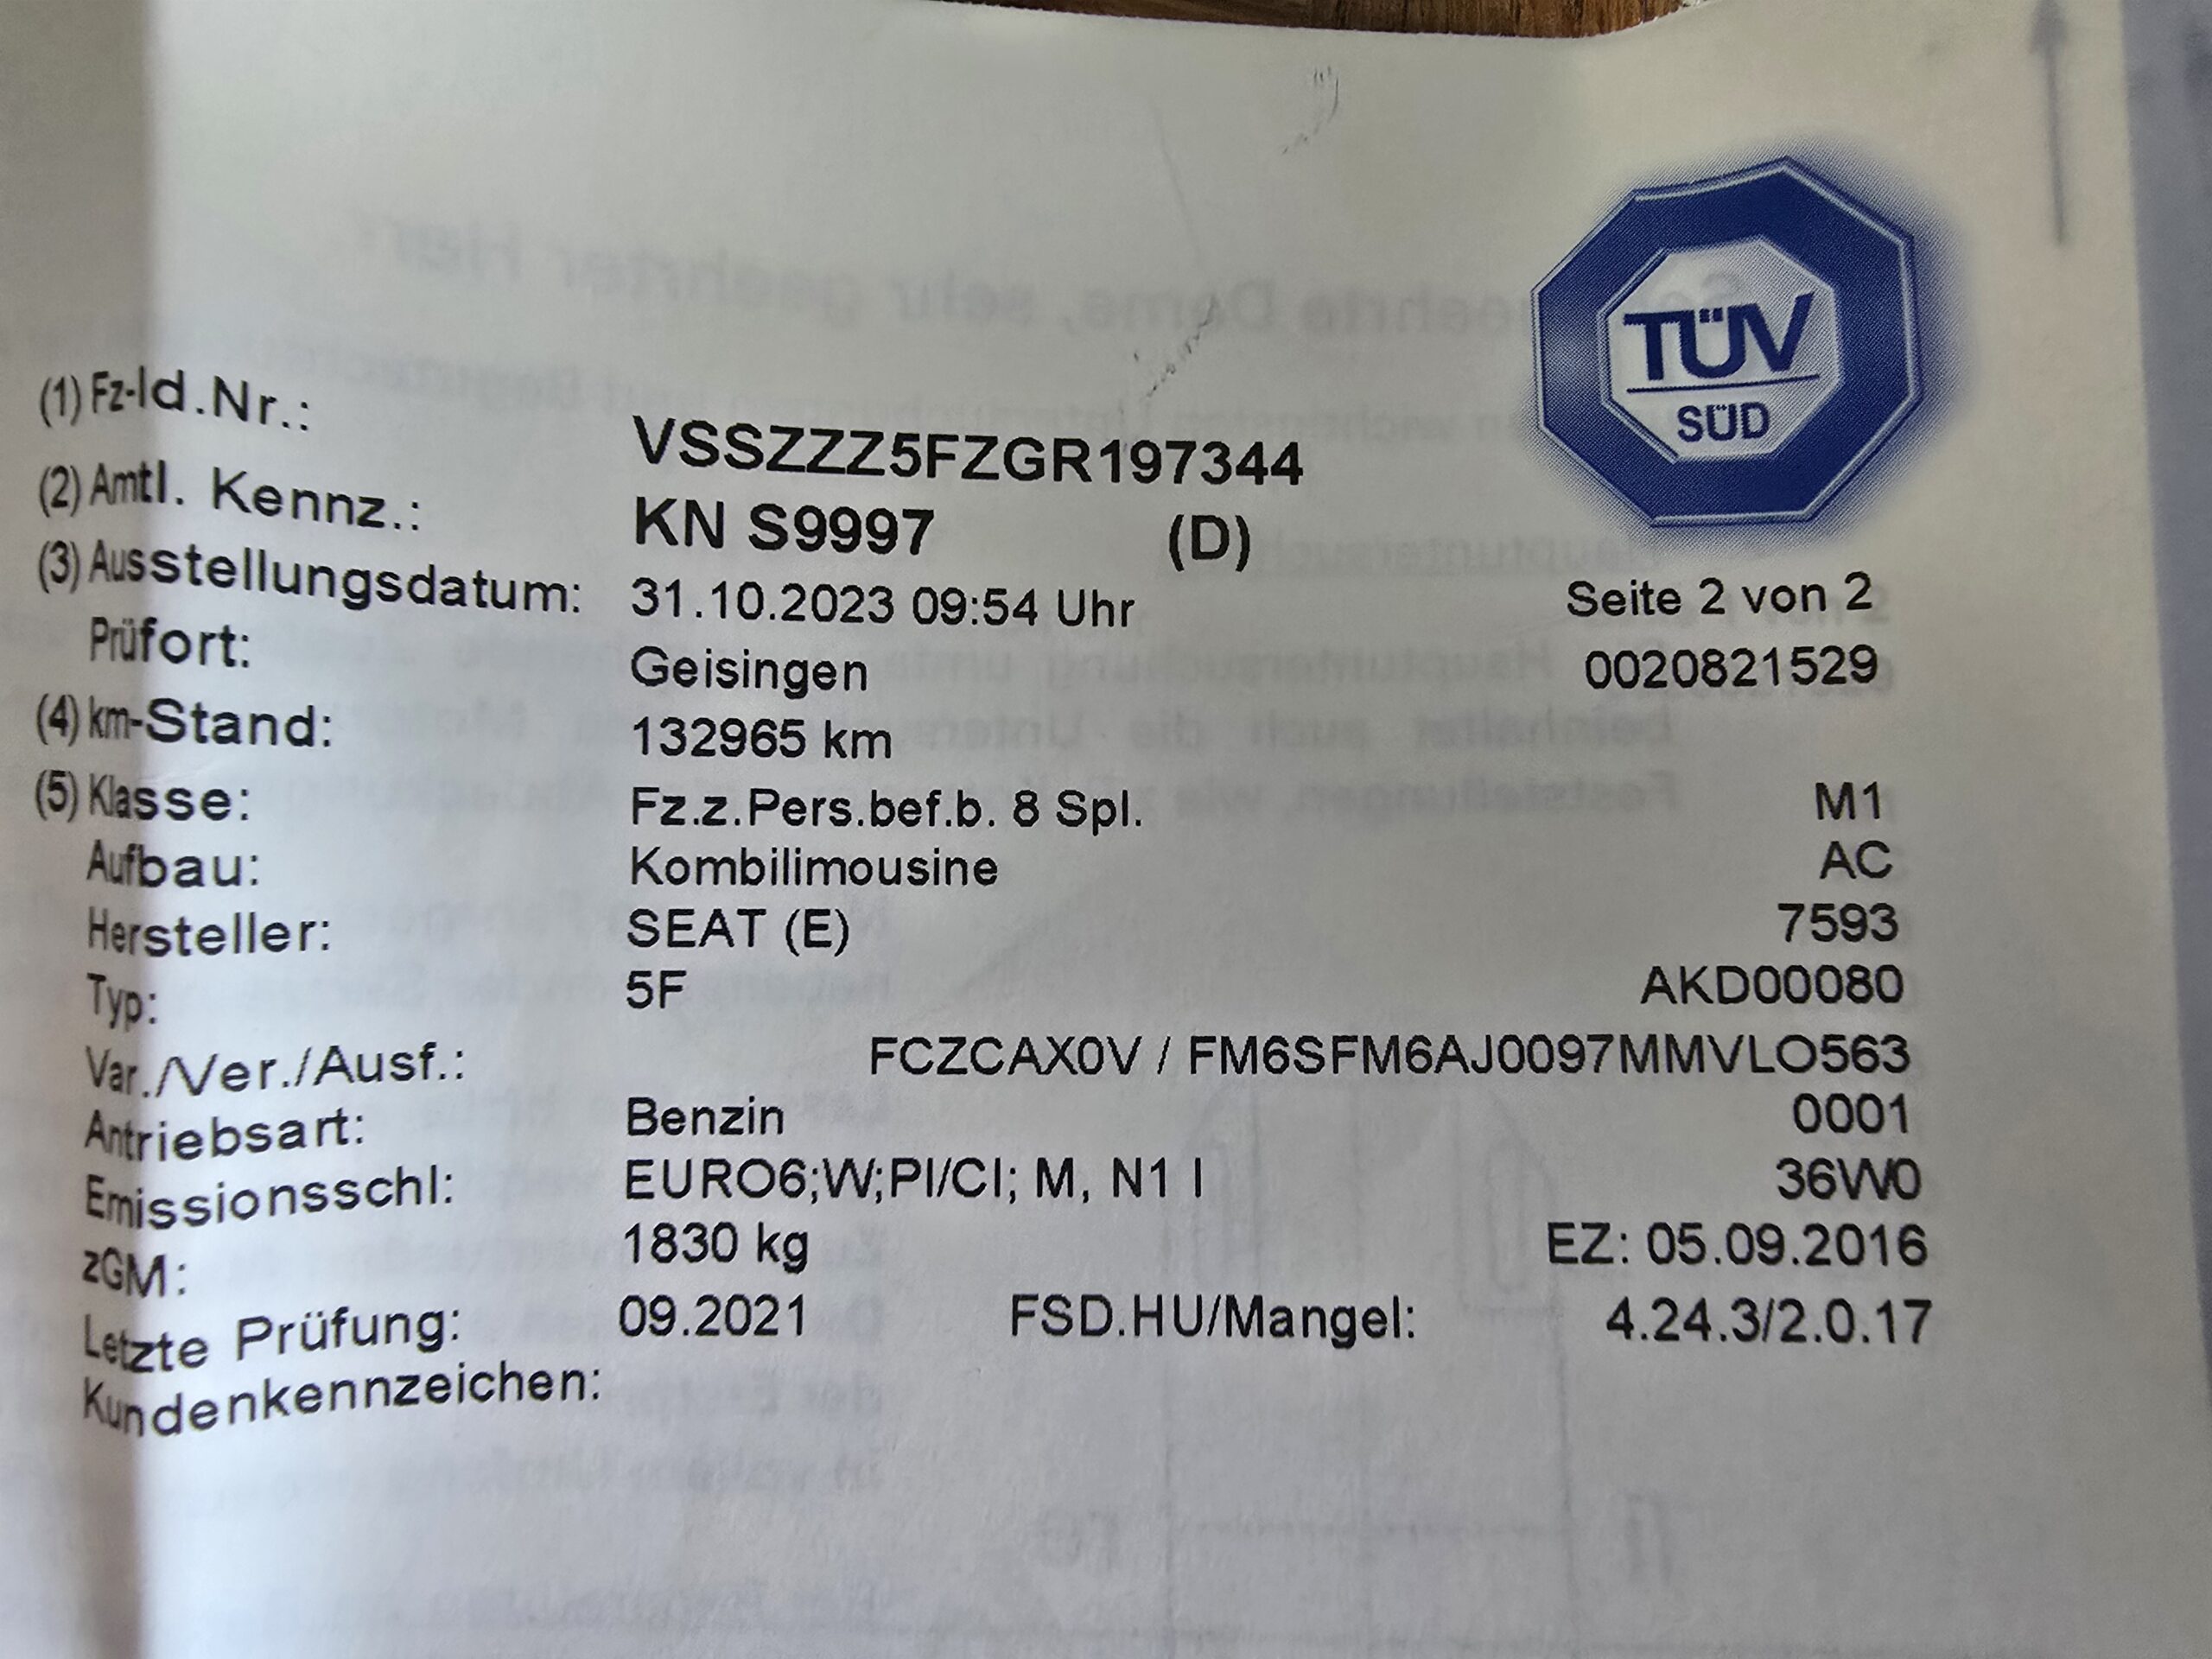 TÜV
SÜD
(1) Fz-Id.Nr.: VSSZZZ5FZGR197344
(2) Amtl. Kennz.: KN S9997 (D)
(3) Ausstellungsdatum: 31.10.2023 09:54 Uhr Seite 2 von 2
Prüfort: Geisingen 0020821529
(4) km-Stand: 132965 km
(5) Klasse: Fz.z.Pers.bef.b. 8 Spl. M1
Aufbau: Kombilimousine AC
Hersteller: SEAT (E) 7593
Typ: 5F AKD00080
Var./Ver./Ausf.: FCZCAX0V / FM6SFM6AJ0097MMVLO563
Antriebsart: Benzin 0001
Emissionsschl: EURO6;W;PI/CI; M, N1 I 36W0
zGM: 1830 kg EZ: 05.09.2016
Letzte Prüfung: 09.2021 FSD.HU/Mangel: 4.24.3/2.0.17
Kundenkennzeichen: